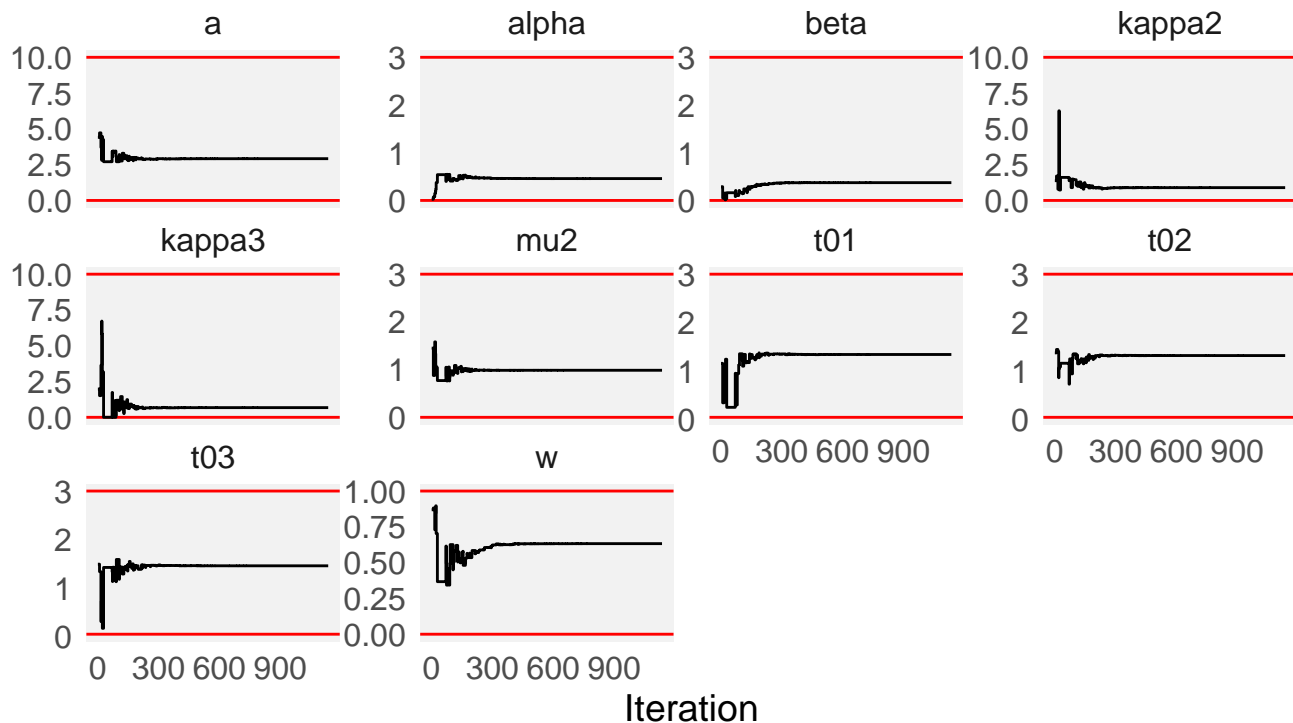 a alpha beta kappa2
10.0 3 3 10.0
7.5 2 2 7.5
5.0 1 1 5.0
2.5 2.5
0.0 0 0 0.0
kappa3 mu2 t01 t02
10.0 3 3 3
7.5 2 2 2
5.0 1 1 1
2.5
0.0 0 0 0
0 300 600 900 0 300 600 900
t03 w
3 1.00
2 0.75
1 0.50
0.25
0 0.00
0 300 600 900 0 300 600 900
Iteration